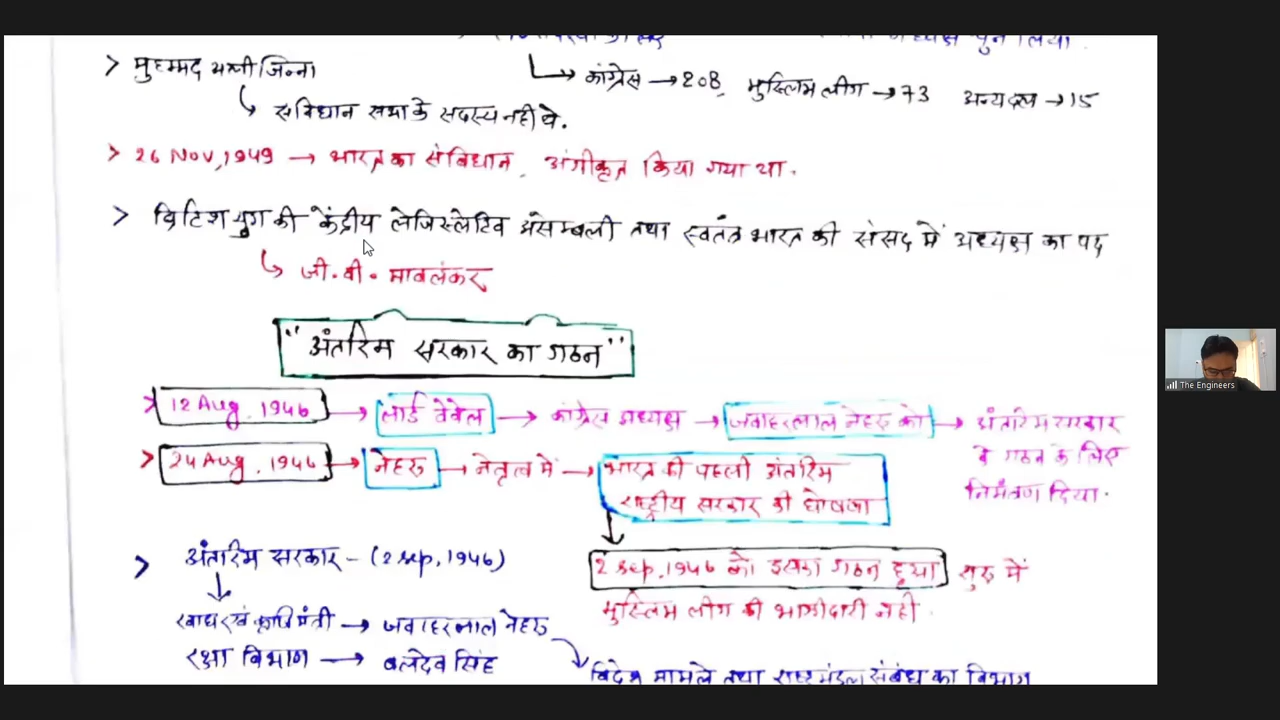 चुन लिया.
> मुहम्मद अली जिन्ना
↳ संविधान सभा के सदस्य नहीं थे.
↳ कांग्रेस → 208, मुस्लिम लीग → 73 अन्य दल → 15
> 26 Nov, 1949 → भारत का संविधान, अंगीकृत किया गया था.
> ब्रिटिश युग की केंद्रीय लेजिस्लेटिव असेम्बली तथा स्वतंत्र भारत की संसद में अध्यक्ष का पद
↳ जी. वी. मावलंकर
"अंतरिम सरकार का गठन"
> 12 Aug, 1946 → लार्ड वेवेल → कांग्रेस अध्यक्ष → जवाहरलाल नेहरू को → अंतरिम सरकार
के गठन के लिए
निमंत्रण दिया.
> 24 Aug, 1946 → नेहरू → नेतृत्व में → भारत की पहली अंतरिम
राष्ट्रीय सरकार की घोषणा
2 Sep, 1946 को इसका गठन हुआ शुरु में
मुस्लिम लीग की भागीदारी नहीं.
> अंतरिम सरकार - (2 Sep, 1946)
खाद्य एवं कृषि मंत्री → जवाहरलाल नेहरू
रक्षा विभाग → बलदेव सिंह
विदेश मामले तथा राष्ट्रमंडल संबंध का विभाग
The Engineers